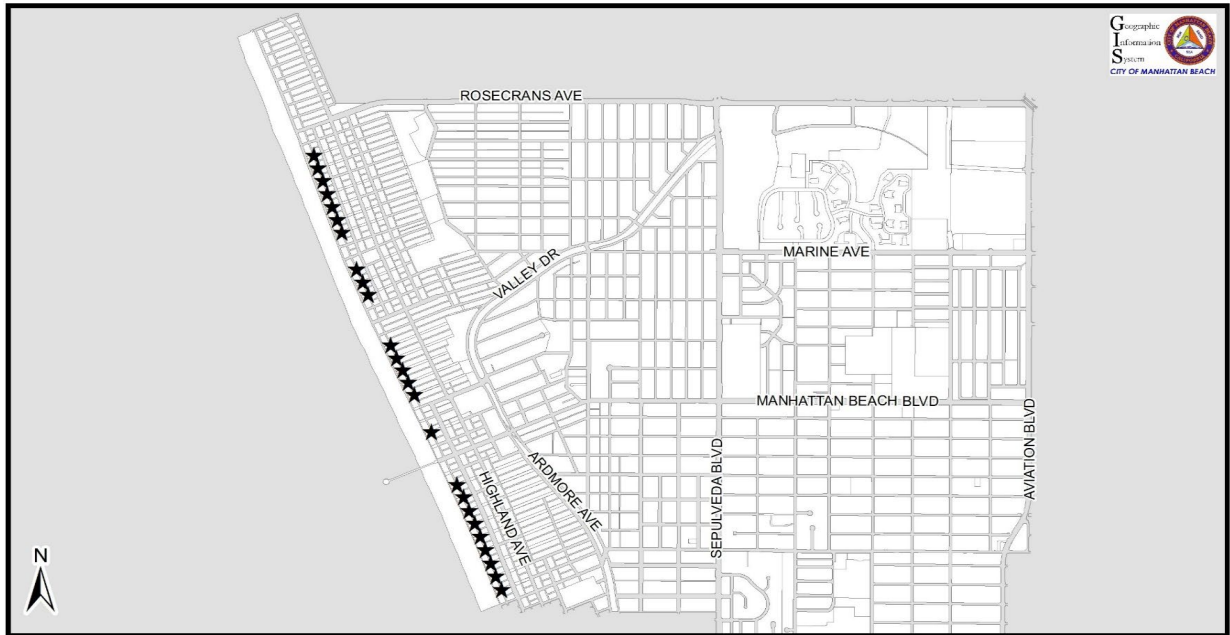 Geographic
Information
System
CITY OF MANHATTAN BEACH
ROSECRANS AVE
MARINE AVE
VALLEY DR
MANHATTAN BEACH BLVD
SEPULVEDA BLVD
AVIATION BLVD
HIGHLAND AVE
ARDMORE AVE
N